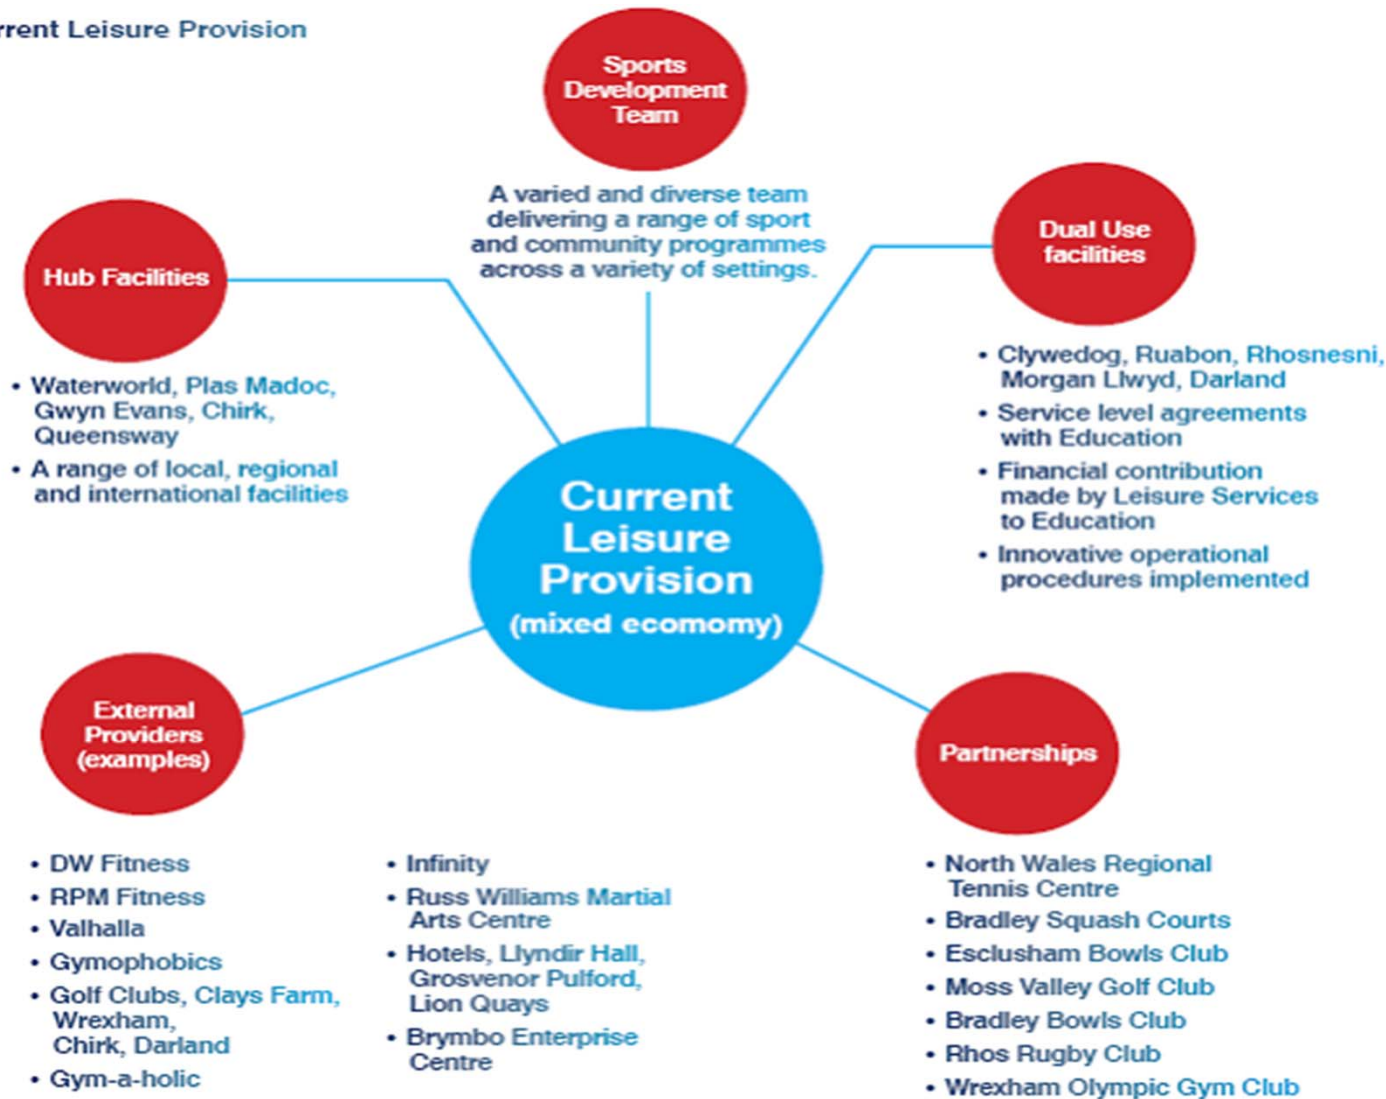 rrent Leisure Provision
Sports
Development
Team
A varied and diverse team
delivering a range of sport
and community programmes
across a variety of settings.
Hub Facilities
• Waterworld, Plas Madoc,
Gwyn Evans, Chirk,
Queensway
• A range of local, regional
and international facilities
Dual Use
facilities
• Clywedog, Ruabon, Rhosnesni,
Morgan Llwyd, Darland
• Service level agreements
with Education
• Financial contribution
made by Leisure Services
to Education
• Innovative operational
procedures implemented
Current
Leisure
Provision
(mixed ecomomy)
External
Providers
(examples)
• DW Fitness
• RPM Fitness
• Valhalla
• Gymophobics
• Golf Clubs, Clays Farm,
Wrexham,
Chirk, Darland
• Gym-a-holic
• Infinity
• Russ Williams Martial
Arts Centre
• Hotels, Llyndir Hall,
Grosvenor Pulford,
Lion Quays
• Brymbo Enterprise
Centre
Partnerships
• North Wales Regional
Tennis Centre
• Bradley Squash Courts
• Esclusham Bowls Club
• Moss Valley Golf Club
• Bradley Bowls Club
• Rhos Rugby Club
• Wrexham Olympic Gym Club